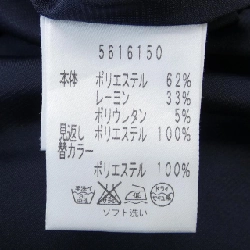 5616150
本体 ポリエステル 62%
レーヨン 33%
ポリウレタン 5%
見返し ポリエステル 100%
替カラー
ポリエステル 100%
ソフト洗い